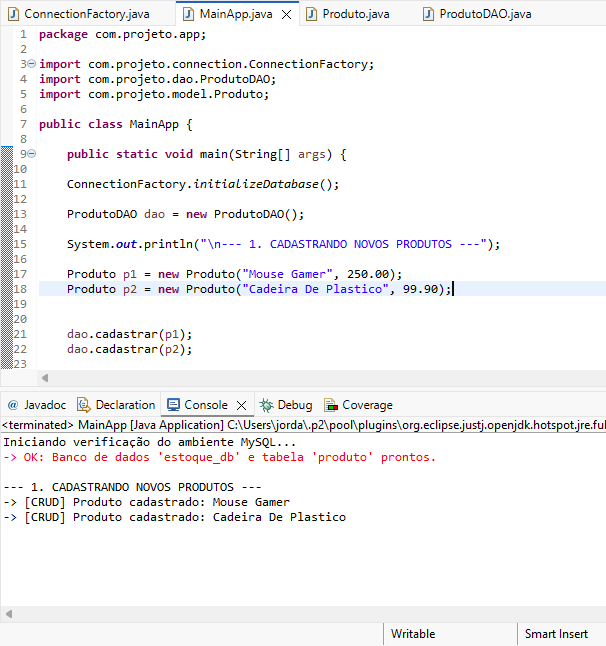 ConnectionFactory.java MainApp.java Produto.java ProdutoDAO.java
1 package com.projeto.app;
2
3 import com.projeto.connection.ConnectionFactory;
4 import com.projeto.dao.ProdutoDAO;
5 import com.projeto.model.Produto;
6
7 public class MainApp {
8
9 public static void main(String[] args) {
10
11 ConnectionFactory.initializeDatabase();
12
13 ProdutoDAO dao = new ProdutoDAO();
14
15 System.out.println("\n--- 1. CADASTRANDO NOVOS PRODUTOS ---");
16
17 Produto p1 = new Produto("Mouse Gamer", 250.00);
18 Produto p2 = new Produto("Cadeira De Plastico", 99.90);
19
20
21 dao.cadastrar(p1);
22 dao.cadastrar(p2);
23
@ Javadoc Declaration Console Debug Coverage
<terminated> MainApp [Java Application] C:\Users\jorda\.p2\pool\plugins\org.eclipse.justj.openjdk.hotspot.jre.ful
Iniciando verificação do ambiente MySQL...
-> OK: Banco de dados 'estoque_db' e tabela 'produto' prontos.
--- 1. CADASTRANDO NOVOS PRODUTOS ---
-> [CRUD] Produto cadastrado: Mouse Gamer
-> [CRUD] Produto cadastrado: Cadeira De Plastico
Writable Smart Insert